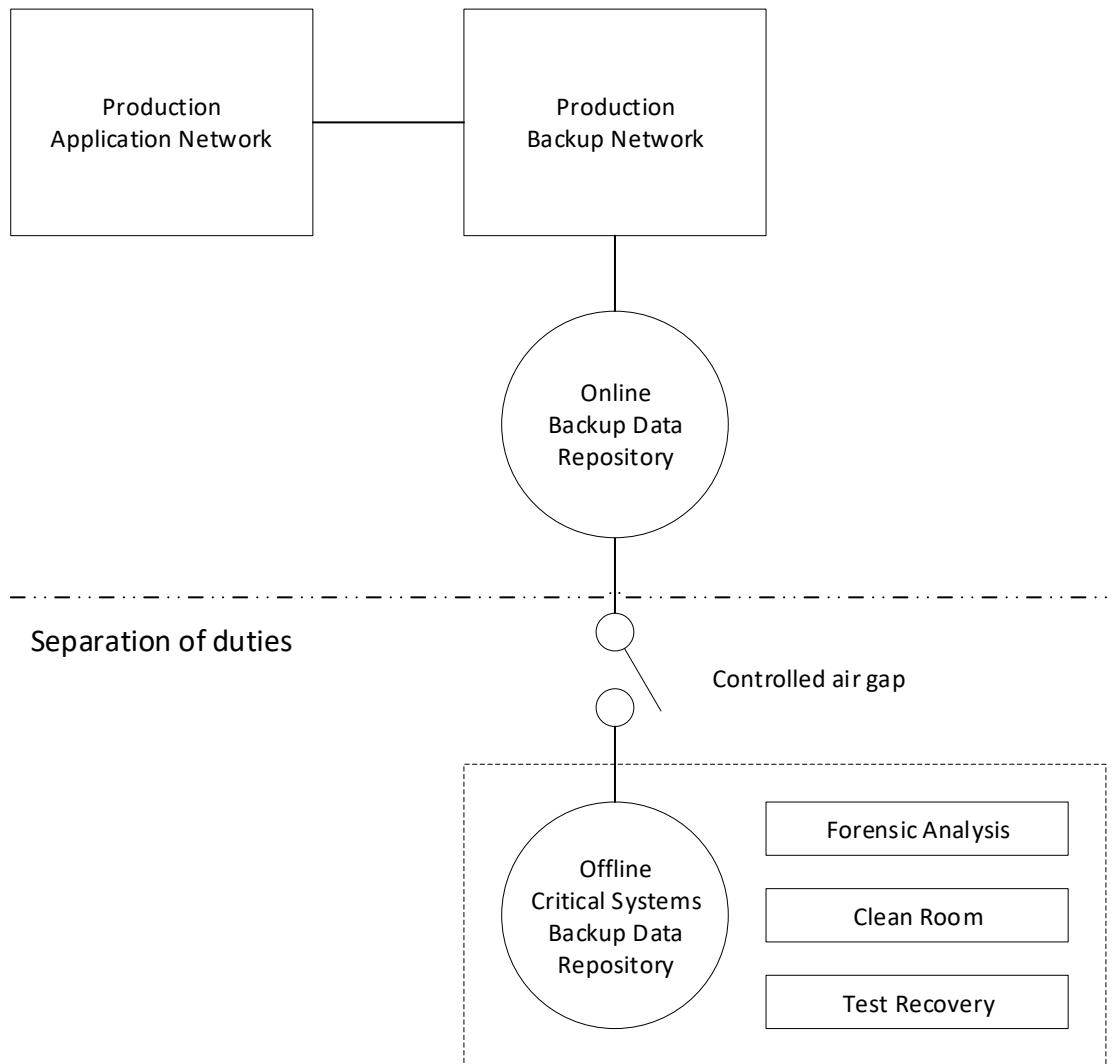 Production
Application Network
Production
Backup Network
Online
Backup Data
Repository
Separation of duties
Controlled air gap
Offline
Critical Systems
Backup Data
Repository
Forensic Analysis
Clean Room
Test Recovery